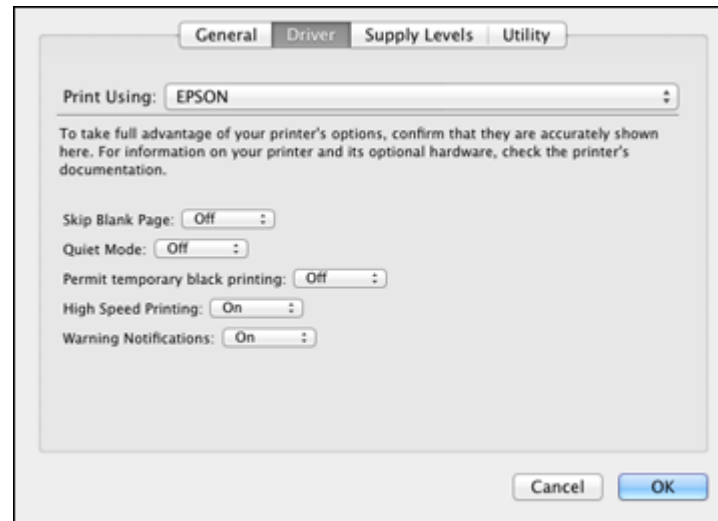 General Driver Supply Levels Utility
Print Using: EPSON
To take full advantage of your printer's options, confirm that they are accurately shown
here. For information on your printer and its optional hardware, check the printer's
documentation.
Skip Blank Page: Off
Quiet Mode: Off
Permit temporary black printing: Off
High Speed Printing: On
Warning Notifications: On
Cancel OK